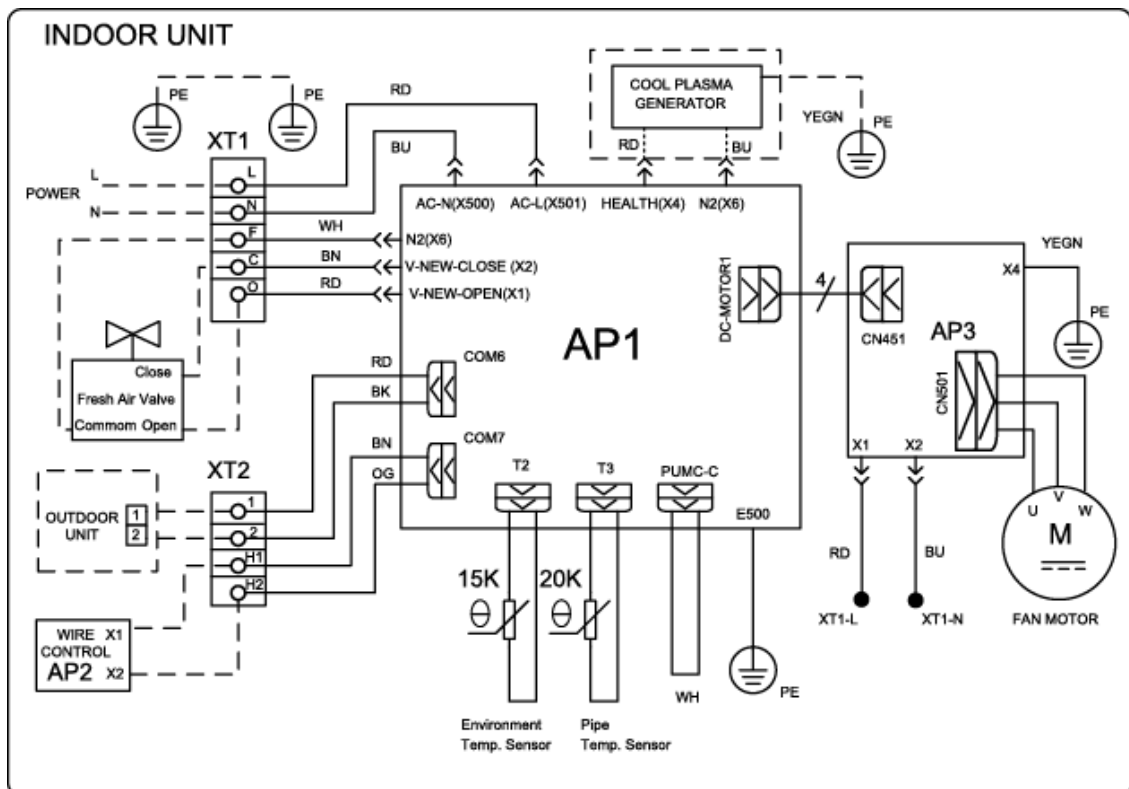 INDOOR UNIT
PE
PE
RD
BU
COOL PLASMA
GENERATOR
RD
BU
YEGN
PE
XT1
POWER
L
N
L
N
F
C
O
WH
BN
RD
AC-N(X500)
AC-L(X501)
HEALTH(X4)
N2(X6)
N2(X6)
V-NEW-CLOSE (X2)
V-NEW-OPEN(X1)
AP1
DC-MOTOR1
4
CN451
AP3
X4
YEGN
PE
CN501
X1
X2
RD
BU
XT1-L
XT1-N
U
V
W
M
FAN MOTOR
Close
Fresh Air Valve
Commom Open
RD
BK
COM6
BN
OG
COM7
XT2
1
2
H1
H2
OUTDOOR
UNIT
1
2
WIRE X1
CONTROL
AP2 X2
T2
T3
PUMC-C
E500
15K
20K
θ
θ
WH
PE
Environment
Temp. Sensor
Pipe
Temp. Sensor